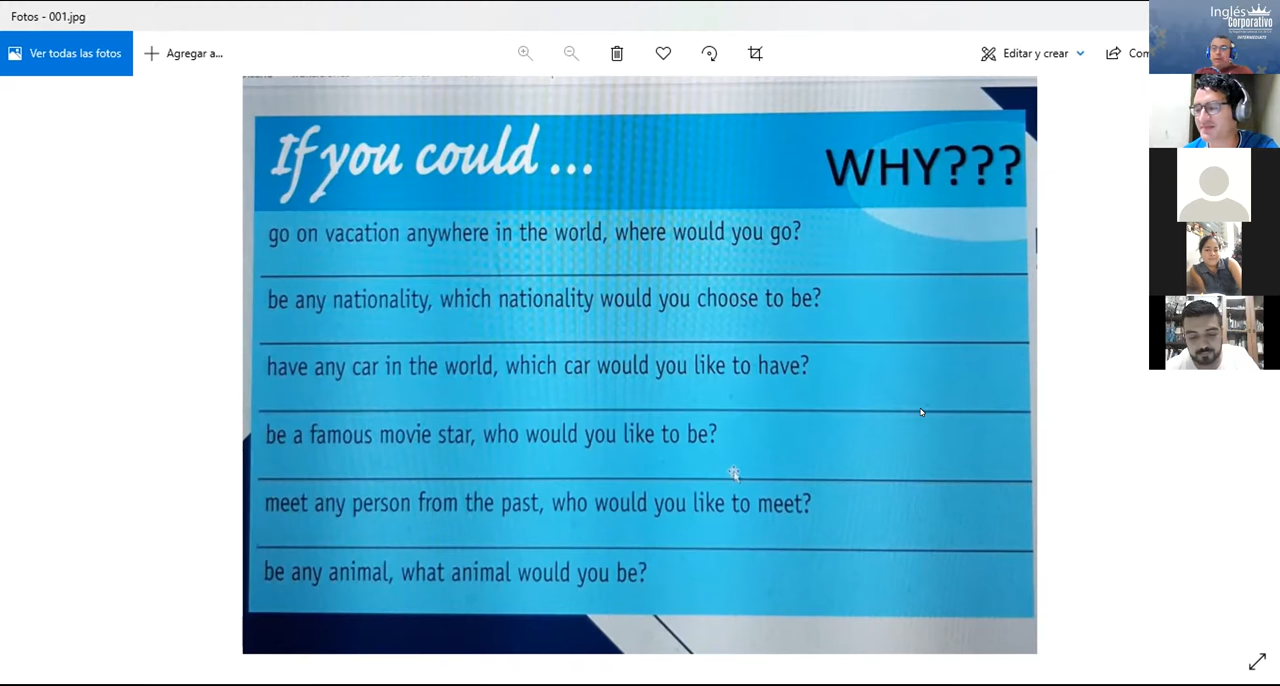 Fotos - 001.jpg
Ver todas las fotos
Agregar a...
Editar y crear
Inglés
Corporativo
INTERMEDIATE
If you could ...
WHY???
go on vacation anywhere in the world, where would you go?
be any nationality, which nationality would you choose to be?
have any car in the world, which car would you like to have?
be a famous movie star, who would you like to be?
meet any person from the past, who would you like to meet?
be any animal, what animal would you be?